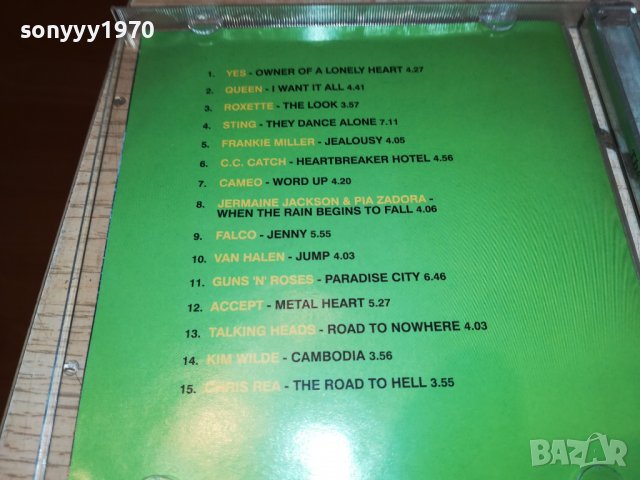 sonyyy1970
1. YES - OWNER OF A LONELY HEART 4.27
2. QUEEN - I WANT IT ALL 4.41
3. ROXETTE - THE LOOK 3.57
4. STING - THEY DANCE ALONE 7.11
5. FRANKIE MILLER - JEALOUSY 4.05
6. C.C. CATCH - HEARTBREAKER HOTEL 4.56
7. CAMEO - WORD UP 4.20
8. JERMAINE JACKSON & PIA ZADORA -
WHEN THE RAIN BEGINS TO FALL 4.06
9. FALCO - JENNY 5.55
10. VAN HALEN - JUMP 4.03
11. GUNS 'N' ROSES - PARADISE CITY 6.46
12. ACCEPT - METAL HEART 5.27
13. TALKING HEADS - ROAD TO NOWHERE 4.03
14. KIM WILDE - CAMBODIA 3.56
15. CHRIS REA - THE ROAD TO HELL 3.55
BAZAR